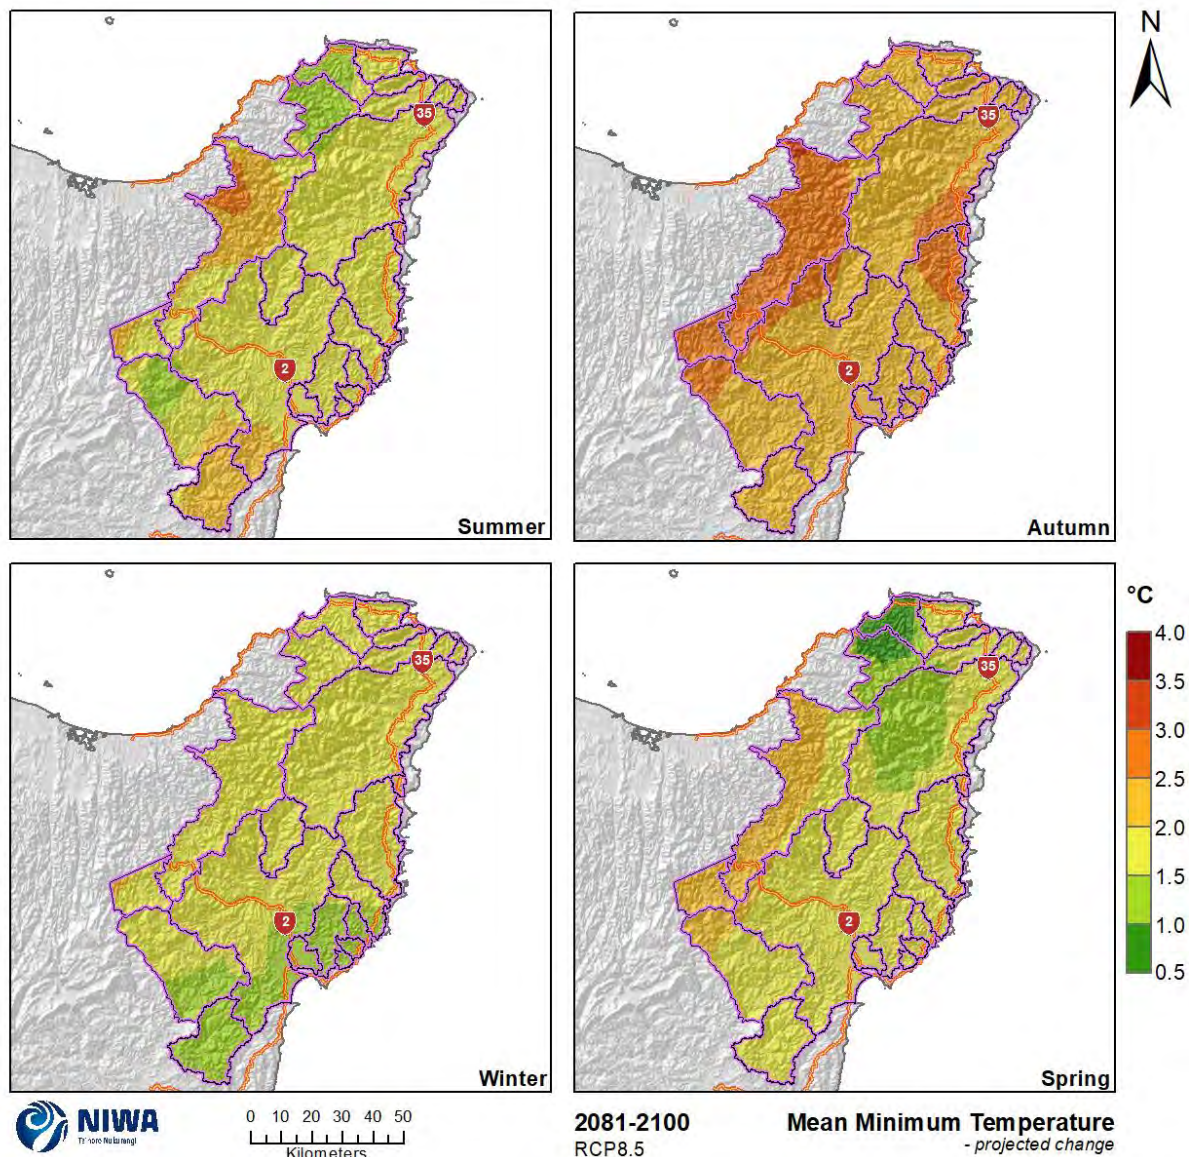 N
35
35
2
2
Summer
Autumn
35
35
2
2
Winter
Spring
°C
4.0
3.5
3.0
2.5
2.0
1.5
1.0
0.5
NIWA
Taihoro Nukurangi
0 10 20 30 40 50
Kilometers
2081-2100
RCP8.5
Mean Minimum Temperature
- projected change